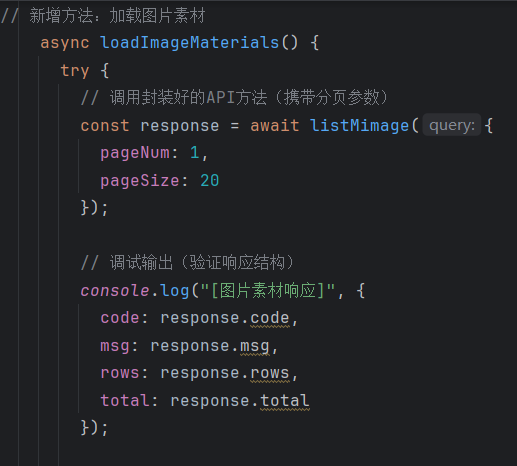 // 新增方法：加载图片素材
async loadImageMaterials() {
try {
// 调用封装好的API方法（携带分页参数）
const response = await listMimage( query: {
pageNum: 1,
pageSize: 20
});
// 调试输出（验证响应结构）
console.log("[图片素材响应]", {
code: response.code,
msg: response.msg,
rows: response.rows,
total: response.total
});